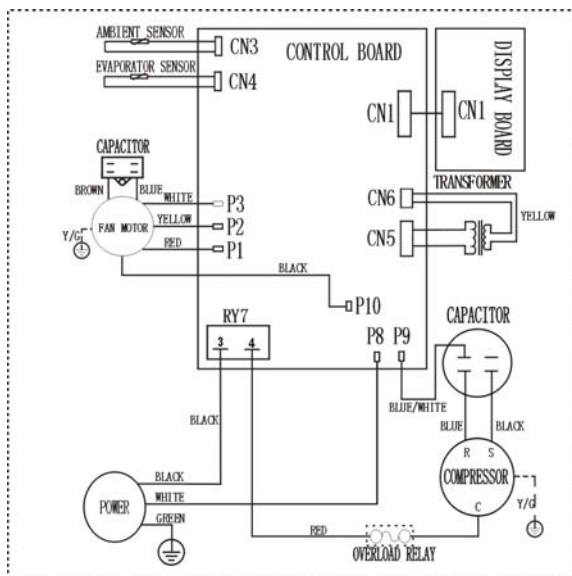 AMBIENT SENSOR
CN3
EVAPORATOR SENSOR
CN4
CONTROL BOARD
DISPLAY BOARD
CN1
CN1
CAPACITOR
BROWN
BLUE
WHITE
P3
YELLOW
P2
RED
P1
FAN MOTOR
Y/G
TRANSFORMER
CN6
CN5
YELLOW
BLACK
P10
RY7
3
4
P8
P9
CAPACITOR
BLUE/WHITE
BLUE
BLACK
BLACK
R
S
COMPRESSOR
C
Y/G
POWER
BLACK
WHITE
GREEN
RED
OVERLOAD RELAY